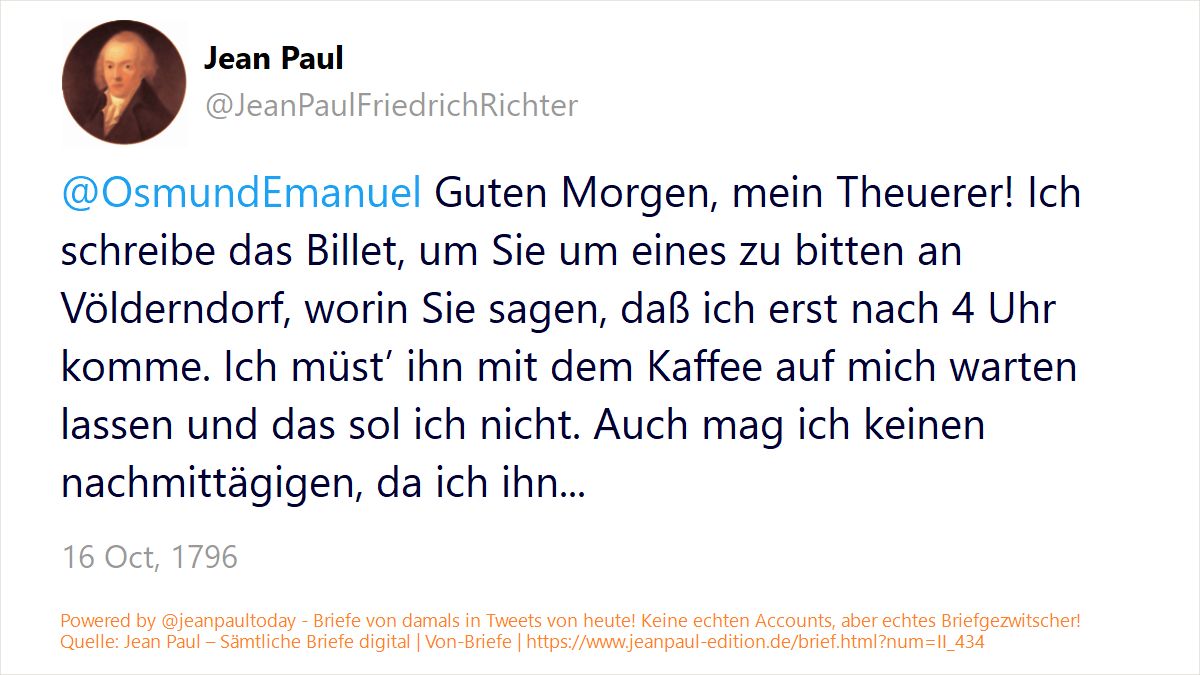 Jean Paul
@JeanPaulFriedrichRichter
@OsmundEmanuel Guten Morgen, mein Theuerer! Ich
schreibe das Billet, um Sie um eines zu bitten an
Völderndorf, worin Sie sagen, daß ich erst nach 4 Uhr
komme. Ich müst’ ihn mit dem Kaffee auf mich warten
lassen und das sol ich nicht. Auch mag ich keinen
nachmittägigen, da ich ihn...
16 Oct, 1796
Powered by @jeanpaultoday - Briefe von damals in Tweets von heute! Keine echten Accounts, aber echtes Briefgezwitscher!
Quelle: Jean Paul – Sämtliche Briefe digital | Von-Briefe | https://www.jeanpaul-edition.de/brief.html?num=II_434